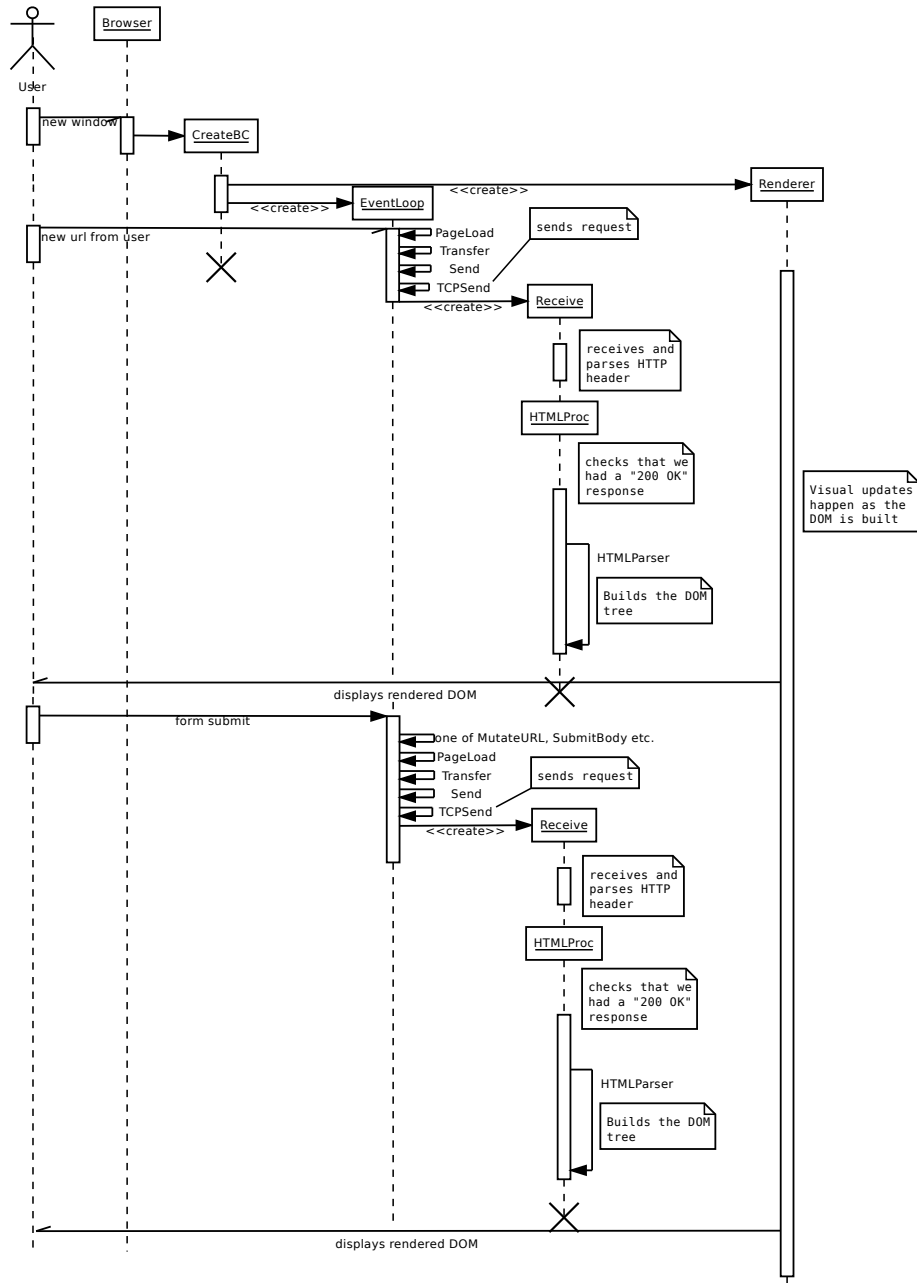 Browser
User
new window
CreateBC
Renderer
<<create>>
EventLoop
<<create>>
sends request
new url from user
PageLoad
Transfer
Send
TCPSend
Receive
<<create>>
receives and
parses HTTP
header
HTMLProc
checks that we
had a "200 OK"
response
Visual updates
happen as the
DOM is built
HTMLParser
Builds the DOM
tree
displays rendered DOM
form submit
one of MutateURL, SubmitBody etc.
PageLoad
Transfer
sends request
Send
TCPSend
Receive
<<create>>
receives and
parses HTTP
header
HTMLProc
checks that we
had a "200 OK"
response
HTMLParser
Builds the DOM
tree
displays rendered DOM